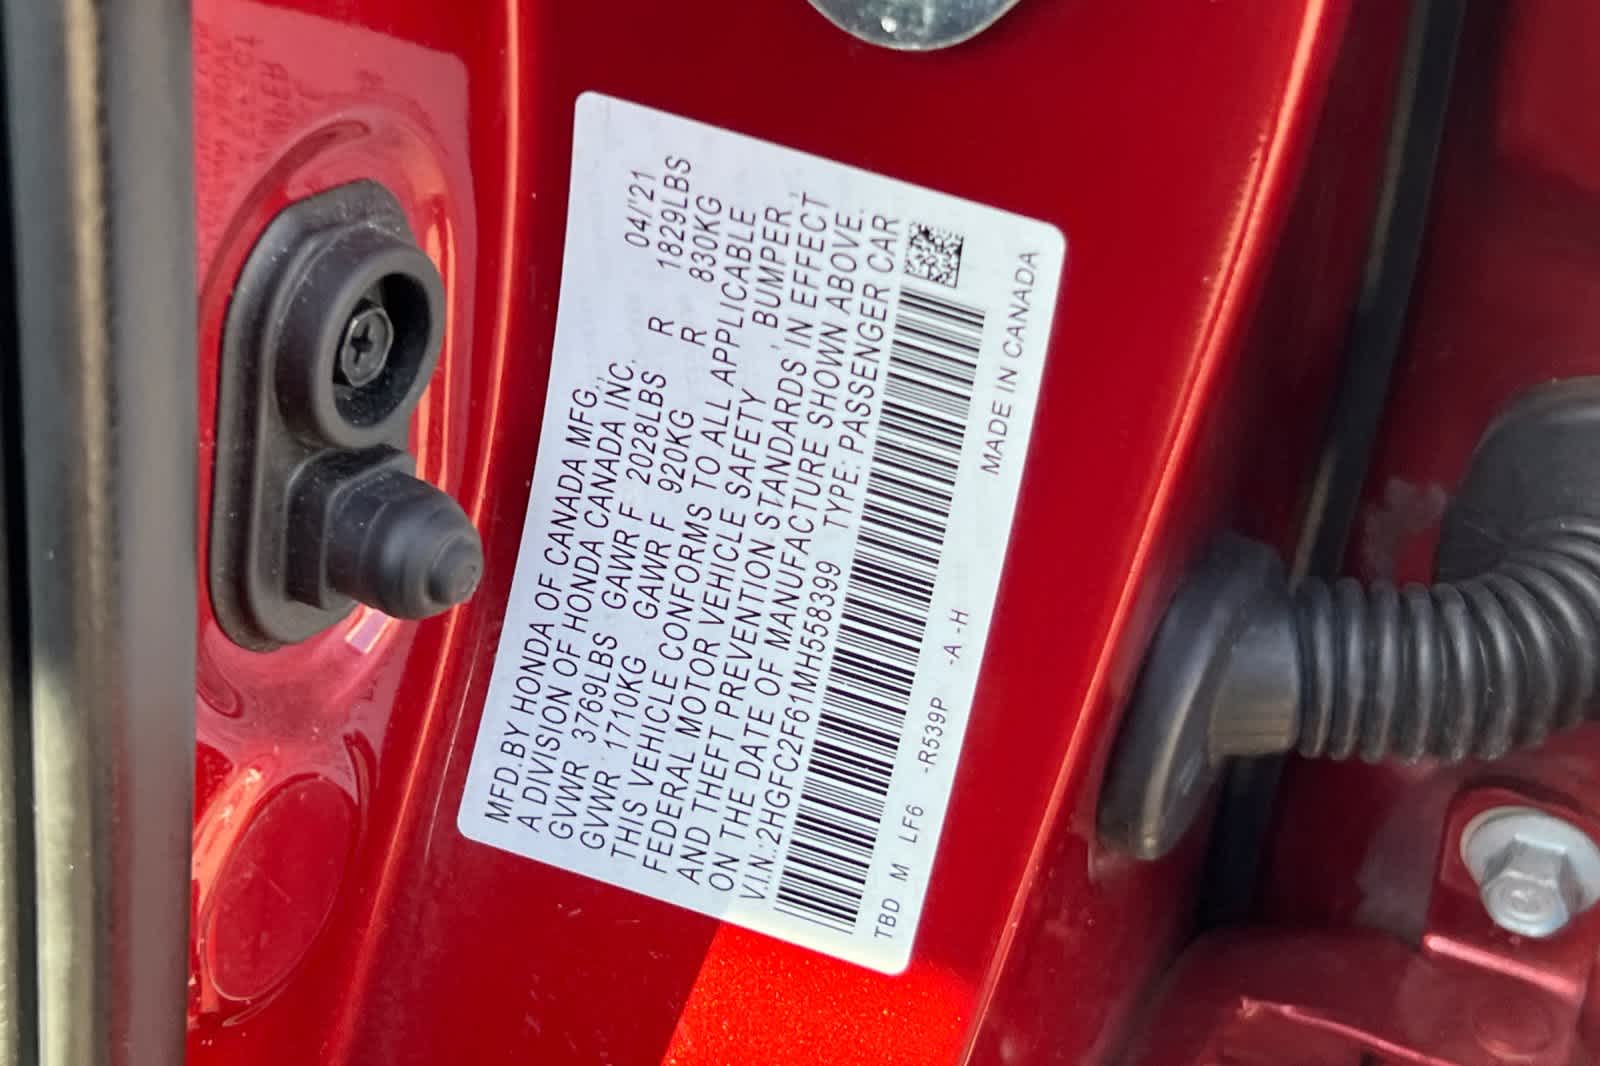 MFD.BY HONDA OF CANADA MFG., 04/'21
A DIVISION OF HONDA CANADA INC.
GVWR 3769LBS GAWR F 2028LBS R 1829LBS
GVWR 1710KG GAWR F 920KG R 830KG
THIS VEHICLE CONFORMS TO ALL APPLICABLE
FEDERAL MOTOR VEHICLE SAFETY, BUMPER,
AND THEFT PREVENTION STANDARDS IN EFFECT
ON THE DATE OF MANUFACTURE SHOWN ABOVE.
V.I.N.:2HGFC2F61MH558399 TYPE:PASSENGER CAR
TBD M LF6 -R539P -A -H
MADE IN CANADA